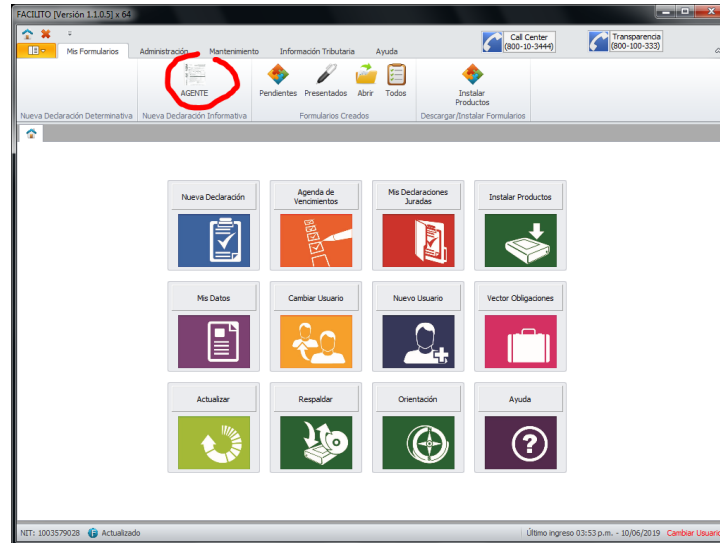 FACILITO [Versión 1.1.0.5] x 64
Call Center
(800-10-3444)
Transparencia
(800-100-333)
Mis Formularios
Administración
Mantenimiento
Información Tributaria
Ayuda
AGENTE
Pendientes
Presentados
Abrir
Todos
Instalar
Productos
Nueva Declaración Determinativa
Nueva Declaración Informativa
Formularios Creados
Descargar/Instalar Formularios
Nueva Declaración
Agenda de
Vencimientos
Mis Declaraciones
Juradas
Instalar Productos
Mis Datos
Cambiar Usuario
Nuevo Usuario
Vector Obligaciones
Actualizar
Respaldar
Orientación
Ayuda
NIT: 1003579028
Actualizado
Último ingreso 03:53 p.m. - 10/06/2019
Cambiar Usuario